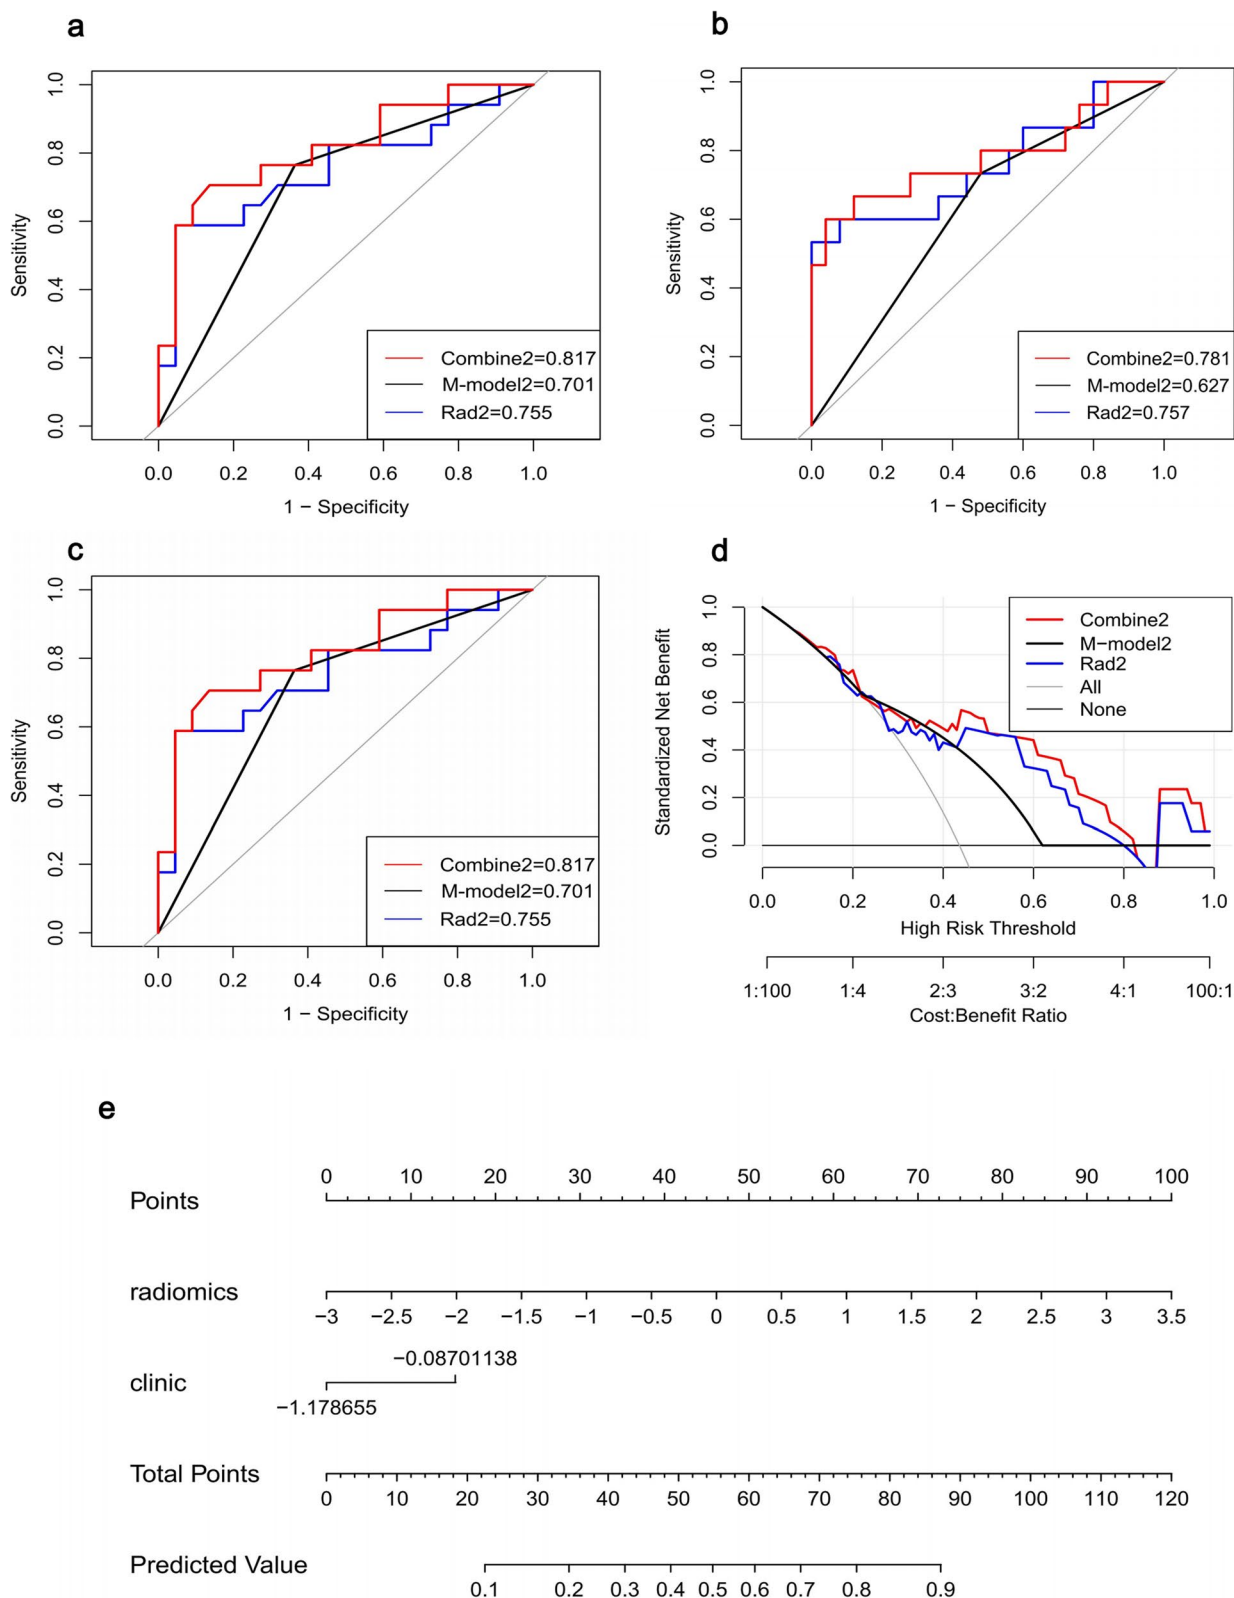 a
1.0
0.8
0.6
0.4
0.2
0.0
Sensitivity
Combine2=0.817
M-model2=0.701
Rad2=0.755
0.0 0.2 0.4 0.6 0.8 1.0
1 − Specificity
b
1.0
0.8
0.6
0.4
0.2
0.0
Sensitivity
Combine2=0.781
M-model2=0.627
Rad2=0.757
0.0 0.2 0.4 0.6 0.8 1.0
1 − Specificity
c
1.0
0.8
0.6
0.4
0.2
0.0
Sensitivity
Combine2=0.817
M-model2=0.701
Rad2=0.755
0.0 0.2 0.4 0.6 0.8 1.0
1 − Specificity
d
1.0
0.8
0.6
0.4
0.2
0.0
Standardized Net Benefit
Combine2
M−model2
Rad2
All
None
0.0 0.2 0.4 0.6 0.8 1.0
High Risk Threshold
1:100 1:4 2:3 3:2 4:1 100:1
Cost:Benefit Ratio
e
0 10 20 30 40 50 60 70 80 90 100
Points
radiomics
−3 −2.5 −2 −1.5 −1 −0.5 0 0.5 1 1.5 2 2.5 3 3.5
−0.08701138
clinic
−1.178655
Total Points
0 10 20 30 40 50 60 70 80 90 100 110 120
Predicted Value
0.1 0.2 0.3 0.4 0.5 0.6 0.7 0.8 0.9